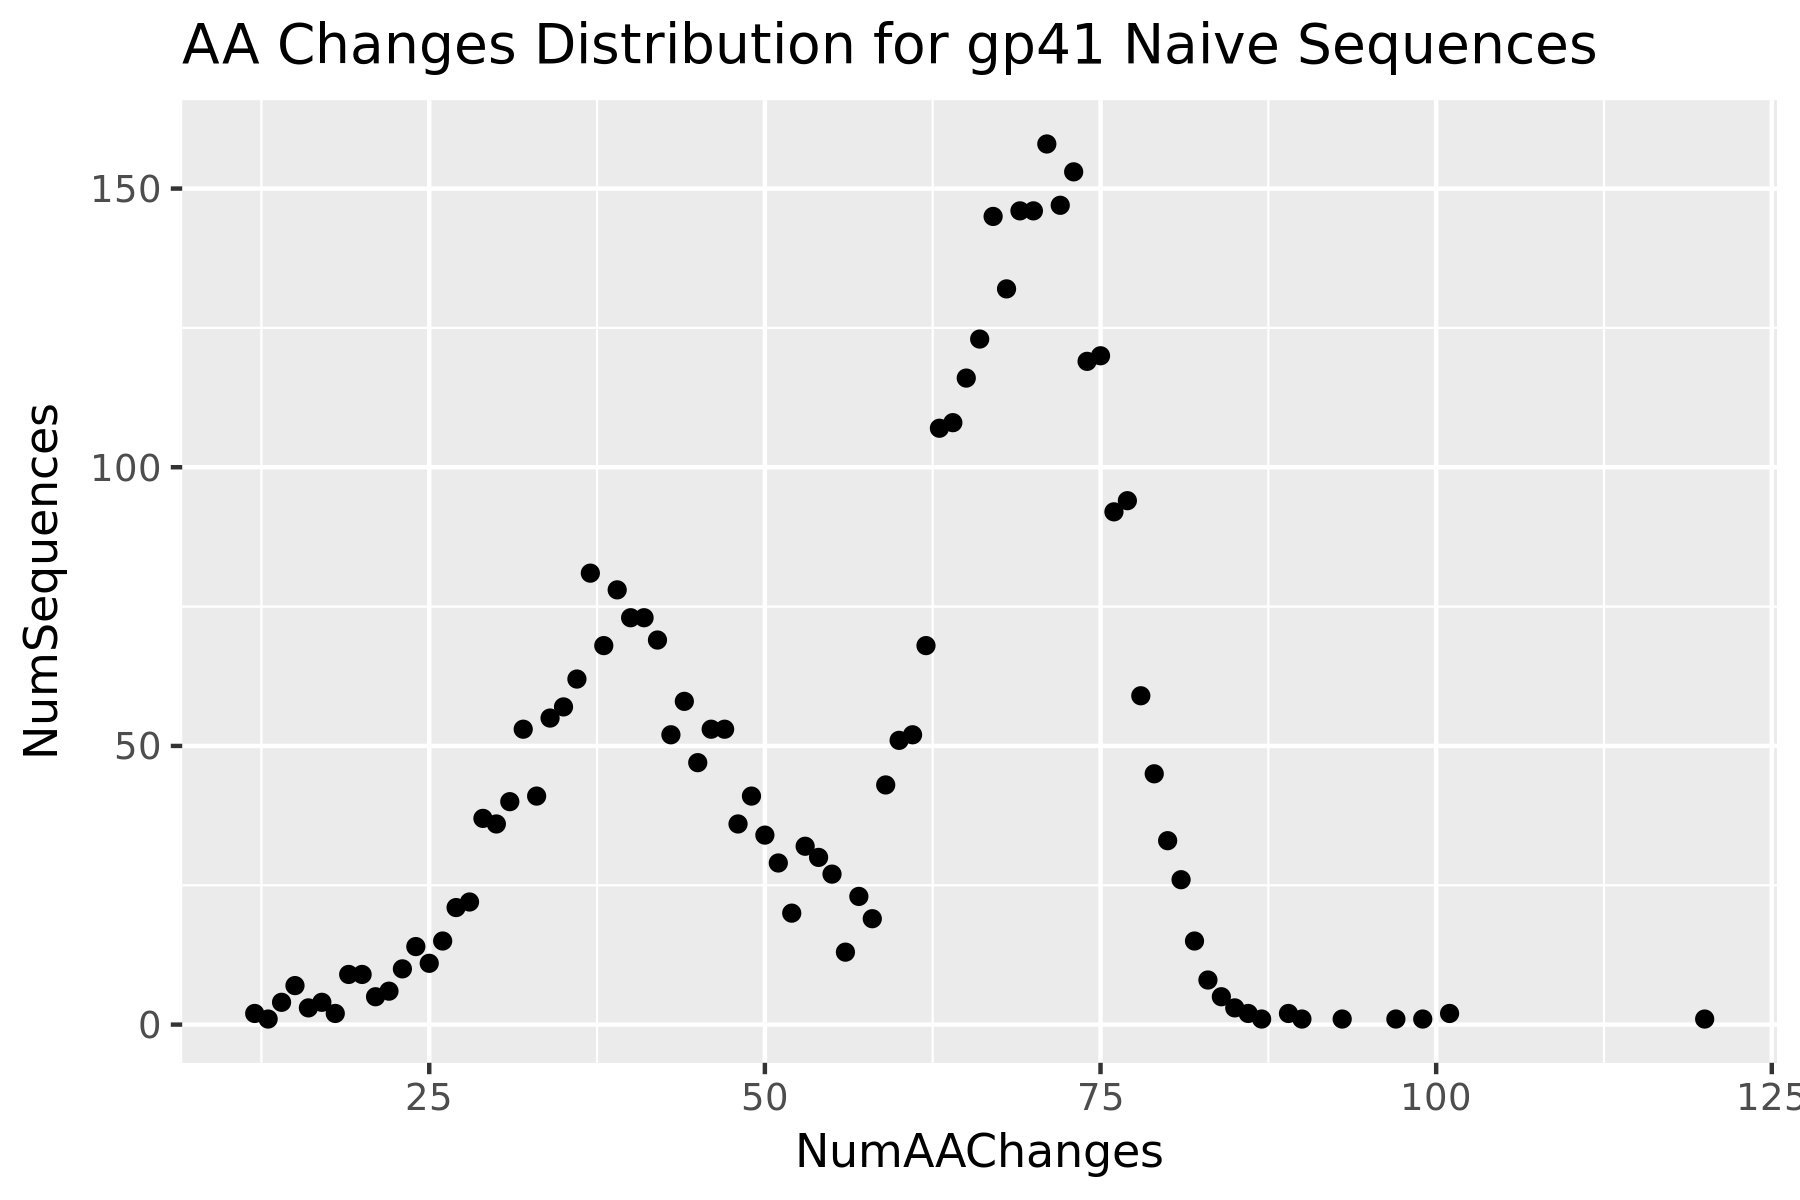 AA Changes Distribution for gp41 Naive Sequences
150
100
50
0
NumSequences
25 50 75 100 125
NumAAChanges